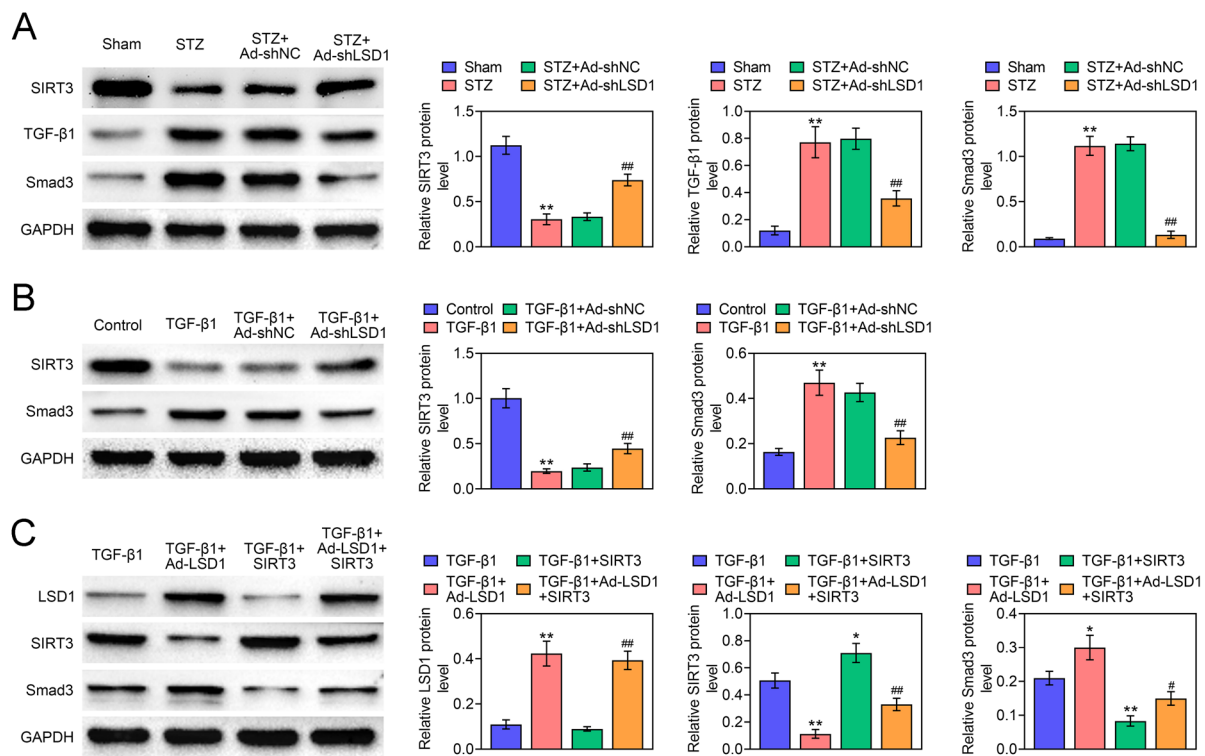 A
Sham STZ STZ+ STZ+
Ad-shNC Ad-shLSD1
SIRT3
TGF-β1
Smad3
GAPDH
Sham STZ+Ad-shNC
STZ STZ+Ad-shLSD1
Relative SIRT3 protein
level
1.5
1.0
0.5
0.0
**
##
Sham STZ+Ad-shNC
STZ STZ+Ad-shLSD1
Relative TGF-β1 protein
level
1.0
0.8
0.6
0.4
0.2
0.0
**
##
Sham STZ+Ad-shNC
STZ STZ+Ad-shLSD1
Relative Smad3 protein
level
1.5
1.0
0.5
0.0
**
##
B
Control TGF-β1 TGF-β1+ TGF-β1+
Ad-shNC Ad-shLSD1
SIRT3
Smad3
GAPDH
Control TGF-β1+Ad-shNC
TGF-β1 TGF-β1+Ad-shLSD1
Relative SIRT3 protein
level
1.5
1.0
0.5
0.0
**
##
Control TGF-β1+Ad-shNC
TGF-β1 TGF-β1+Ad-shLSD1
Relative Smad3 protein
level
0.6
0.4
0.2
0.0
**
##
C
TGF-β1 TGF-β1+ TGF-β1+ TGF-β1+
Ad-LSD1 SIRT3 Ad-LSD1+
SIRT3
LSD1
SIRT3
Smad3
GAPDH
TGF-β1 TGF-β1+SIRT3
TGF-β1+ TGF-β1+Ad-LSD1
Ad-LSD1 +SIRT3
Relative LSD1 protein
level
0.6
0.4
0.2
0.0
**
##
TGF-β1 TGF-β1+SIRT3
TGF-β1+ TGF-β1+Ad-LSD1
Ad-LSD1 +SIRT3
Relative SIRT3 protein
level
1.0
0.8
0.6
0.4
0.2
0.0
**
*
##
TGF-β1 TGF-β1+SIRT3
TGF-β1+ TGF-β1+Ad-LSD1
Ad-LSD1 +SIRT3
Relative Smad3 protein
level
0.4
0.3
0.2
0.1
0.0
*
**
#